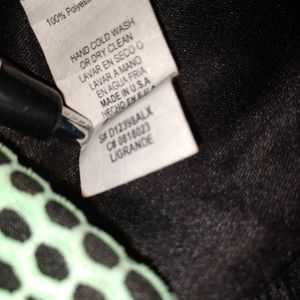 100% Polyester
HAND COLD WASH
OR DRY CLEAN
LAVAR EN SECO O
LAVAR A MANO
EN AGUA FRIA
MADE IN U.S.A
HECHO EN
S# D12398ALX
C# 0818023
L/GRANDE